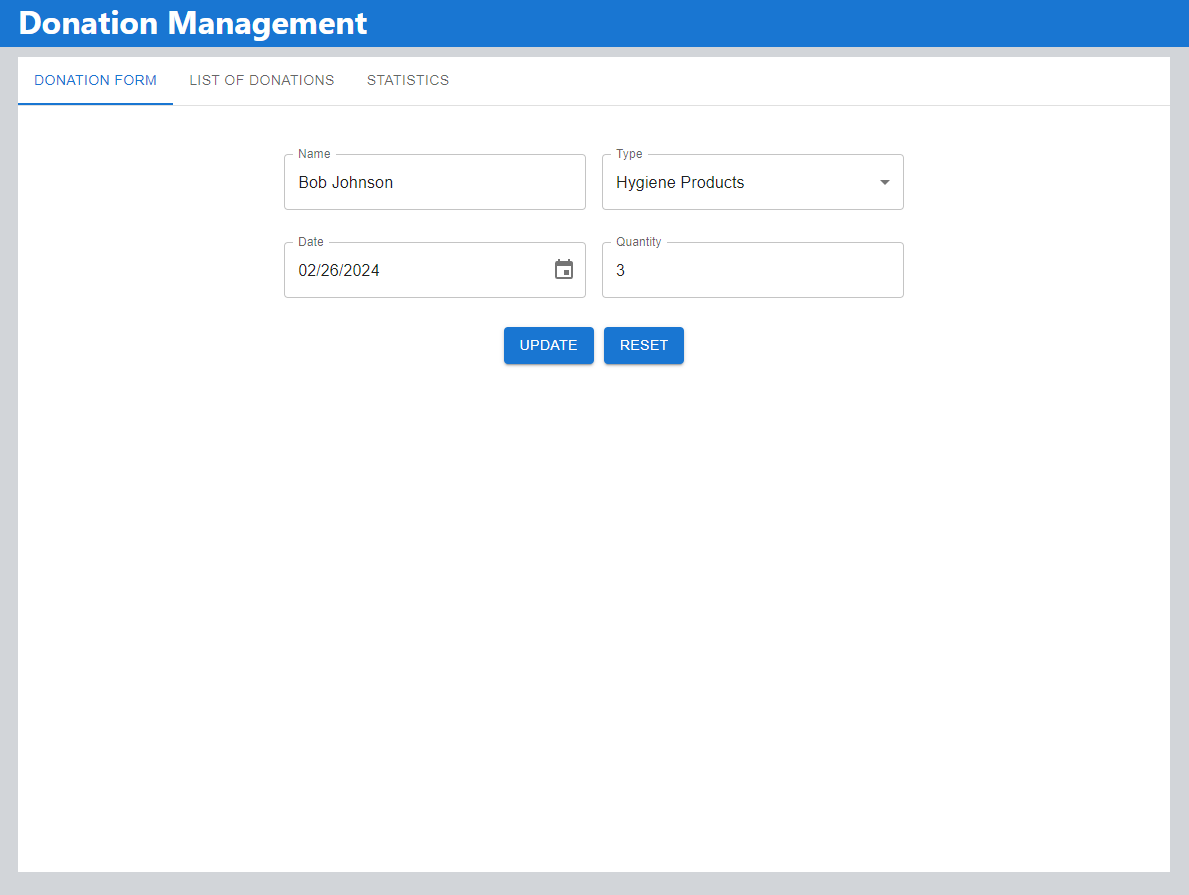 Donation Management
DONATION FORM LIST OF DONATIONS STATISTICS
Name Type
Bob Johnson Hygiene Products
Date Quantity
02/26/2024 3
UPDATE RESET